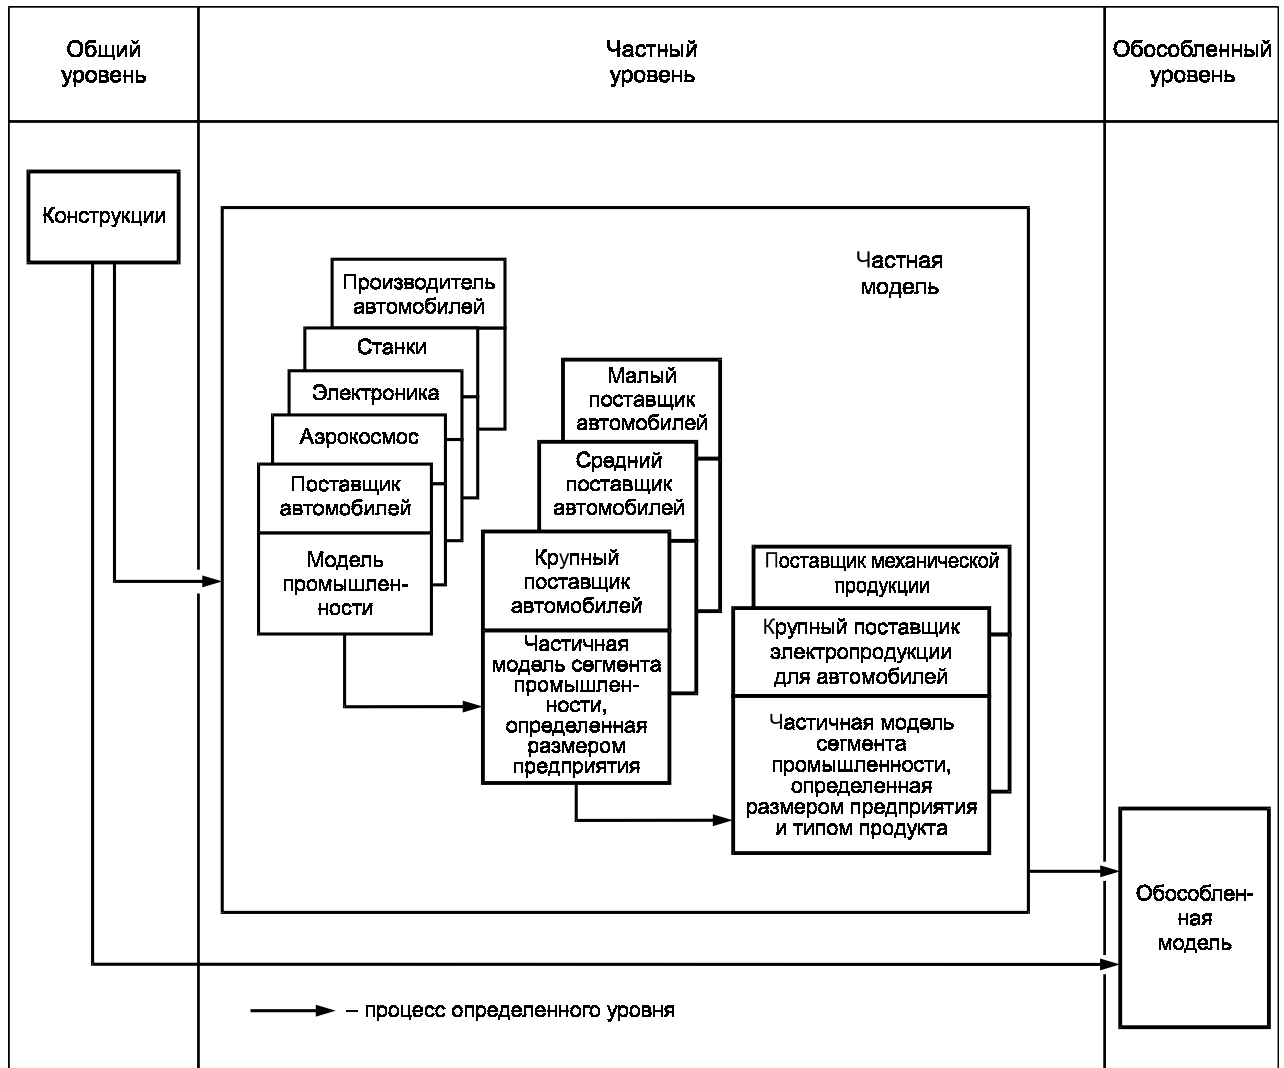 Общий
уровень
Частный
уровень
Обособленный
уровень
Конструкции
Частная
модель
Производитель
автомобилей
Станки
Электроника
Аэрокосмос
Поставщик
автомобилей
Модель
промышлен-
ности
Малый
поставщик
автомобилей
Средний
поставщик
автомобилей
Крупный
поставщик
автомобилей
Частичная
модель сегмента
промышлен-
ности,
определенная
размером
предприятия
Поставщик механической
продукции
Крупный поставщик
электропродукции
для автомобилей
Частичная модель
сегмента
промышленности,
определенная
размером предприятия
и типом продукта
Обособлен-
ная
модель
– процесс определенного уровня